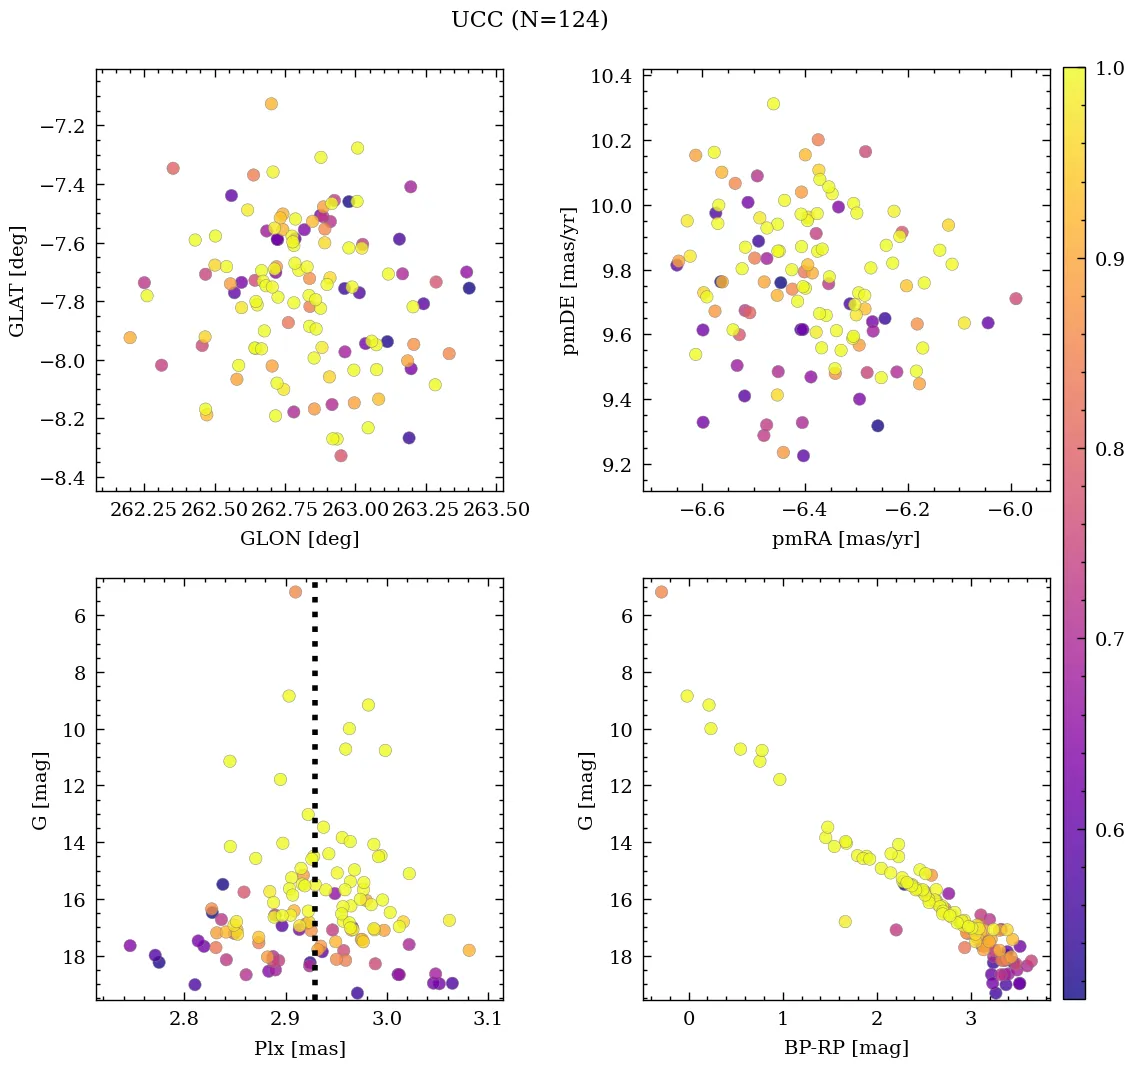 UCC (N=124)
−7.2
−7.4
−7.6
−7.8
−8.0
−8.2
−8.4
GLAT [deg]
262.25 262.50 262.75 263.00 263.25 263.50
GLON [deg]
10.4
10.2
10.0
9.8
9.6
9.4
9.2
pmDE [mas/yr]
−6.6 −6.4 −6.2 −6.0
pmRA [mas/yr]
1.0
0.9
0.8
0.7
0.6
6
8
10
12
14
16
18
G [mag]
2.8 2.9 3.0 3.1
Plx [mas]
6
8
10
12
14
16
18
G [mag]
0 1 2 3
BP-RP [mag]